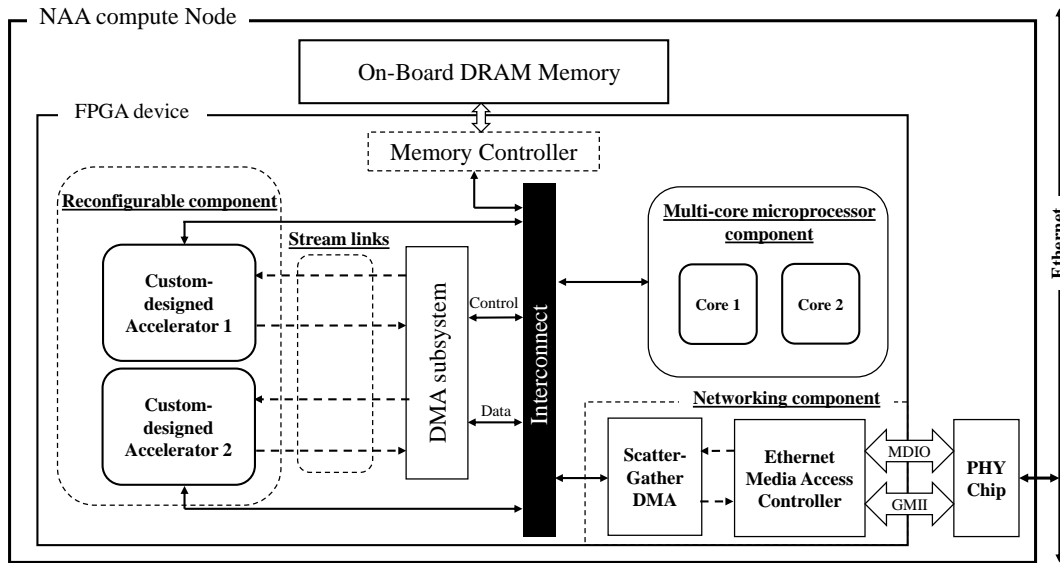 NAA compute Node
On-Board DRAM Memory
FPGA device
Memory Controller
Reconfigurable component
Stream links
Custom-
designed
Accelerator 1
Custom-
designed
Accelerator 2
DMA subsystem
Control
Data
Interconnect
Multi-core microprocessor
component
Core 1
Core 2
Networking component
Scatter-
Gather
DMA
Ethernet
Media Access
Controller
MDIO
GMII
PHY
Chip
Ethernet